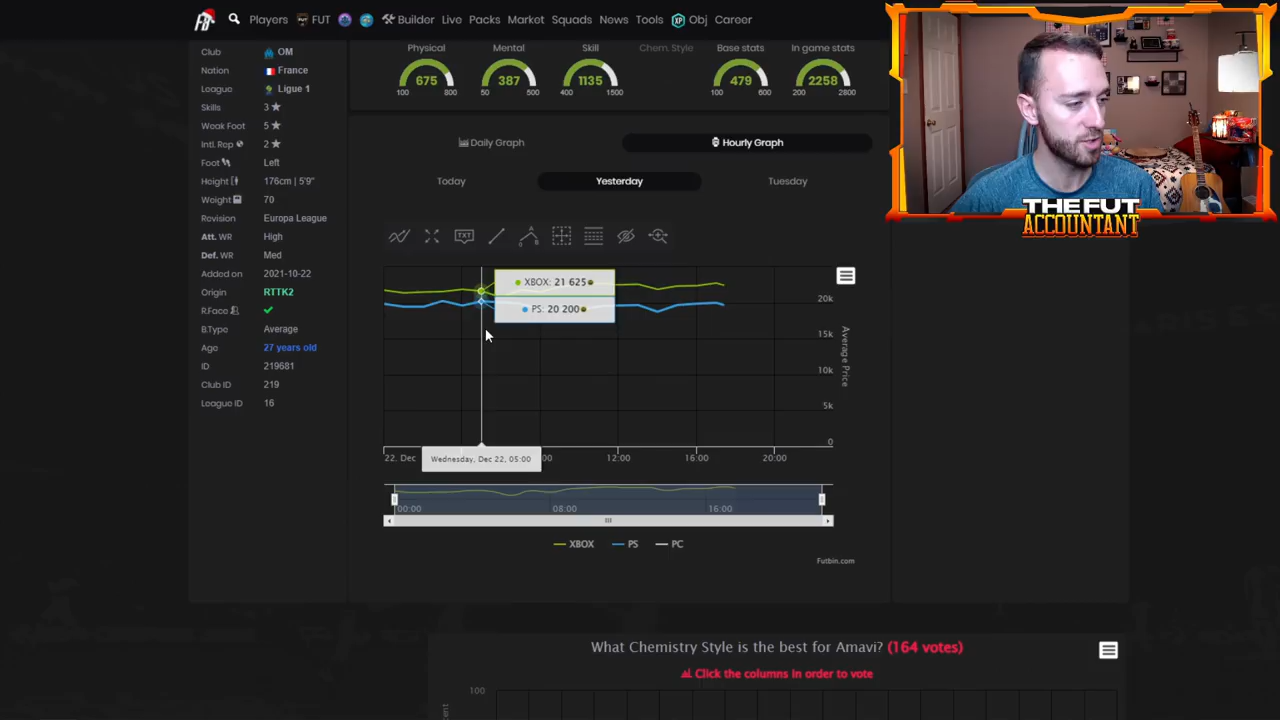 Players FUT Builder Live Packs Market Squads News Tools XP Obj Career
Club OM
Nation France
League Ligue 1
Skills 3
Weak Foot 5
Intl. Rep 2
Foot Left
Height 176cm | 5'9"
Weight 70
Revision Europa League
Att. WR High
Def. WR Med
Added on 2021-10-22
Origin RTTK2
R.Face
B.Type Average
Age 27 years old
ID 219681
Club ID 219
League ID 16
Physical Mental Skill Chem. Style Base stats In game stats
675 387 1135 479 2258
100 800 50 500 400 1500 100 600 200 2800
Daily Graph Hourly Graph
Today Yesterday Tuesday
TXT
XBOX: 21 625
PS: 20 200
20k
15k
10k
5k
0
Average Price
22. Dec Wednesday, Dec 22, 05:00 :00 12:00 16:00 20:00
00:00 08:00 16:00
XBOX PS PC
Futbin.com
What Chemistry Style is the best for Amavi? (164 votes)
Click the columns in order to vote
100
THE FUT
ACCOUNTANT